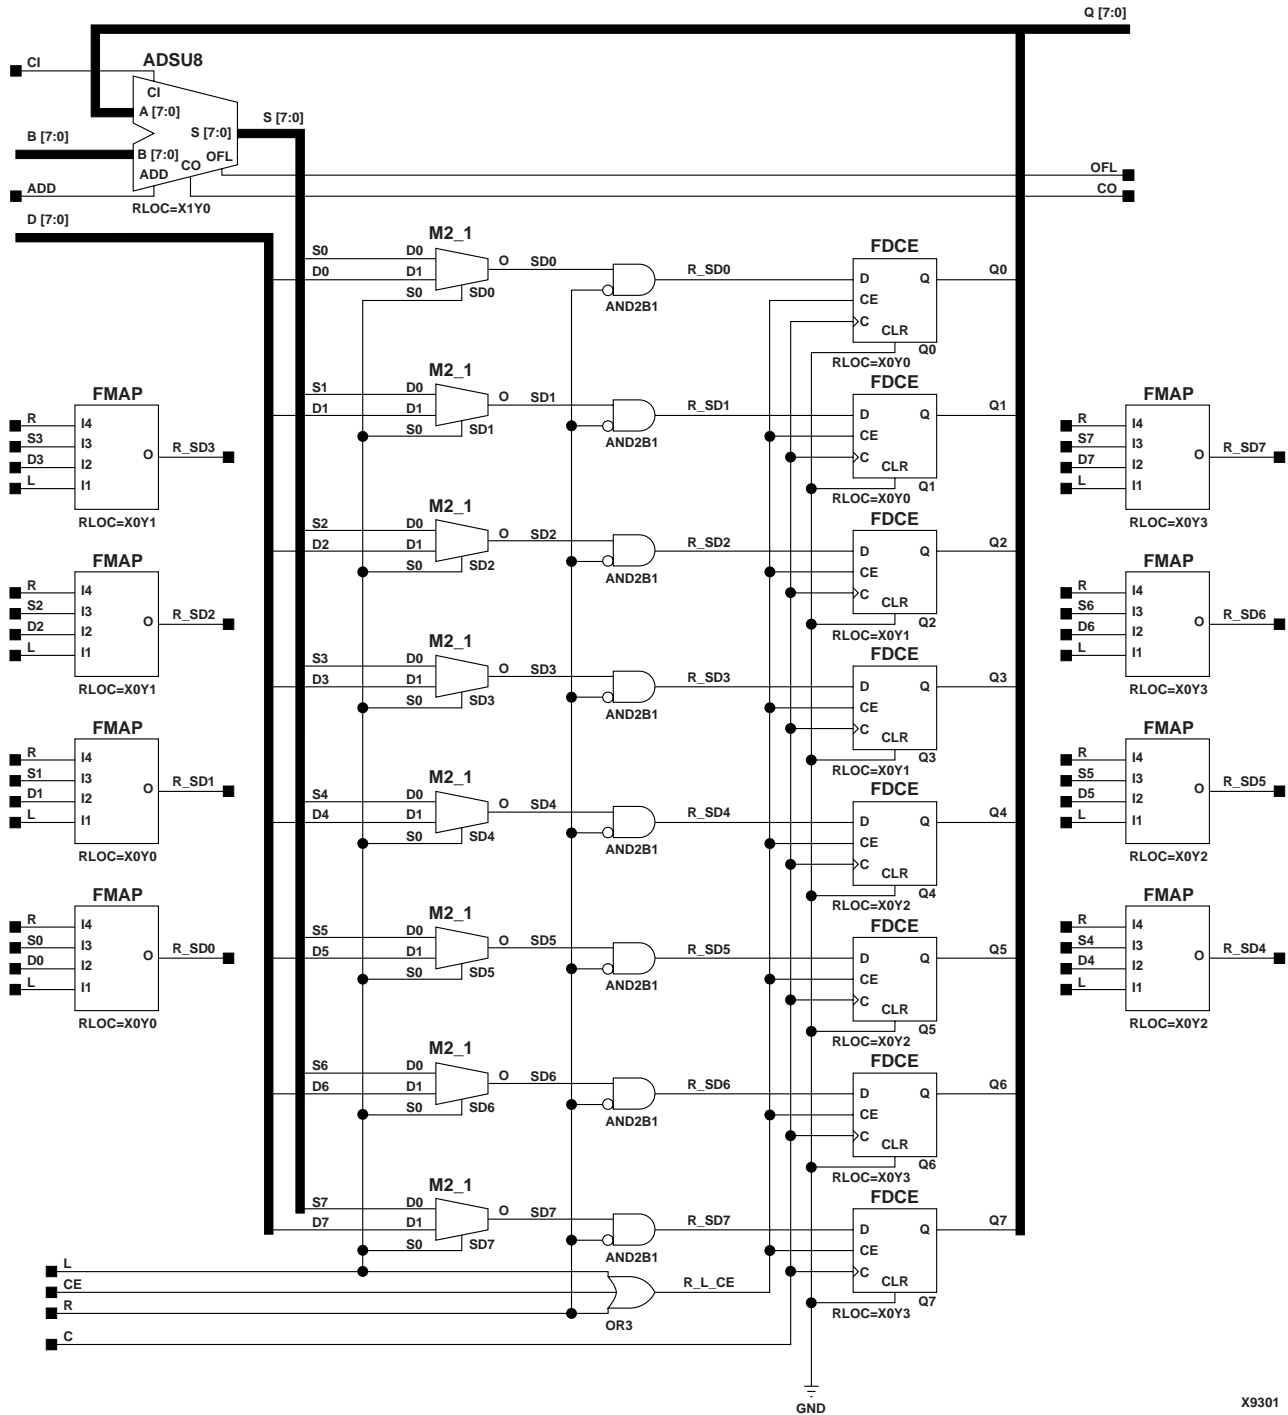 Q [7:0]
CI
ADSU8
CI
A [7:0]
S [7:0]
S [7:0]
B [7:0]
B [7:0]
OFL
CO
ADD
ADD
RLOC=X1Y0
OFL
CO
D [7:0]
M2_1
S0 D0 O SD0
D0 D1
S0 SD0
AND2B1
R_SD0
FDCE
D Q Q0
CE
C
CLR
Q0
RLOC=X0Y0
M2_1
S1 D0 O SD1
D1 D1
S0 SD1
AND2B1
R_SD1
FDCE
D Q Q1
CE
C
CLR
Q1
RLOC=X0Y0
M2_1
S2 D0 O SD2
D2 D1
S0 SD2
AND2B1
R_SD2
FDCE
D Q Q2
CE
C
CLR
Q2
RLOC=X0Y1
M2_1
S3 D0 O SD3
D3 D1
S0 SD3
AND2B1
R_SD3
FDCE
D Q Q3
CE
C
CLR
Q3
RLOC=X0Y1
M2_1
S4 D0 O SD4
D4 D1
S0 SD4
AND2B1
R_SD4
FDCE
D Q Q4
CE
C
CLR
Q4
RLOC=X0Y2
M2_1
S5 D0 O SD5
D5 D1
S0 SD5
AND2B1
R_SD5
FDCE
D Q Q5
CE
C
CLR
Q5
RLOC=X0Y2
M2_1
S6 D0 O SD6
D6 D1
S0 SD6
AND2B1
R_SD6
FDCE
D Q Q6
CE
C
CLR
Q6
RLOC=X0Y3
M2_1
S7 D0 O SD7
D7 D1
S0 SD7
AND2B1
R_SD7
FDCE
D Q Q7
CE
C
CLR
Q7
RLOC=X0Y3
FMAP
R I4
S3 I3
D3 I2
L I1
O R_SD3
RLOC=X0Y1
FMAP
R I4
S2 I3
D2 I2
L I1
O R_SD2
RLOC=X0Y1
FMAP
R I4
S1 I3
D1 I2
L I1
O R_SD1
RLOC=X0Y0
FMAP
R I4
S0 I3
D0 I2
L I1
O R_SD0
RLOC=X0Y0
FMAP
R I4
S7 I3
D7 I2
L I1
O R_SD7
RLOC=X0Y3
FMAP
R I4
S6 I3
D6 I2
L I1
O R_SD6
RLOC=X0Y3
FMAP
R I4
S5 I3
D5 I2
L I1
O R_SD5
RLOC=X0Y2
FMAP
R I4
S4 I3
D4 I2
L I1
O R_SD4
RLOC=X0Y2
L
CE
R
C
OR3
R_L_CE
GND
X9301